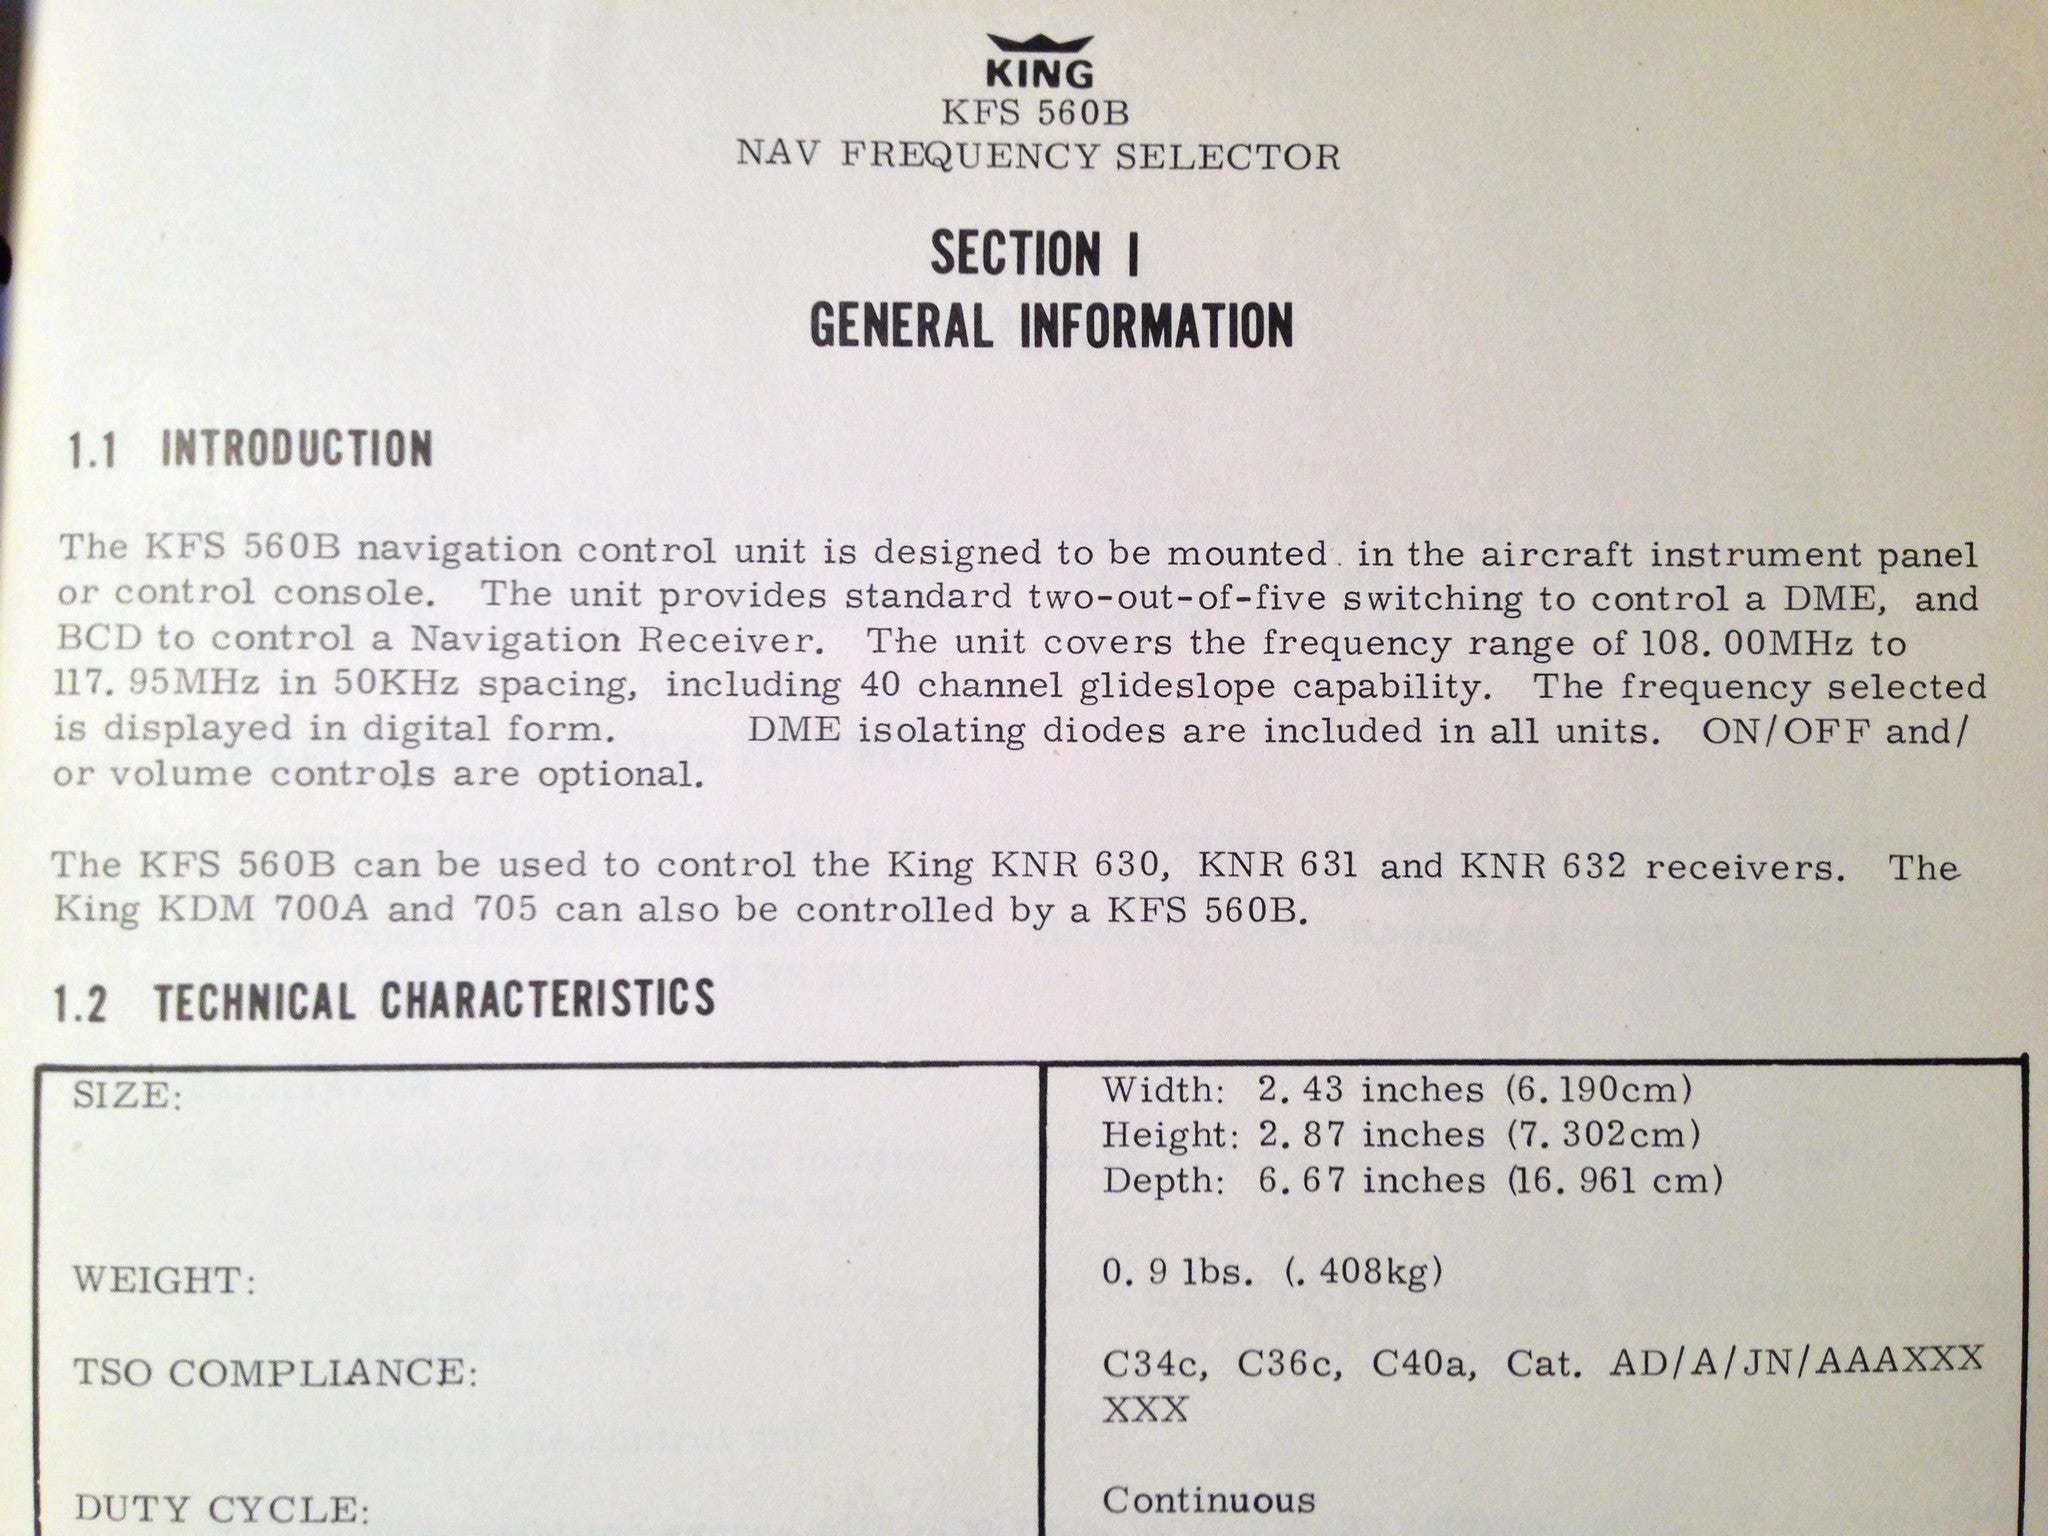 KING
KFS 560B
NAV FREQUENCY SELECTOR
SECTION I
GENERAL INFORMATION
1.1 INTRODUCTION
The KFS 560B navigation control unit is designed to be mounted in the aircraft instrument panel
or control console. The unit provides standard two-out-of-five switching to control a DME, and
BCD to control a Navigation Receiver. The unit covers the frequency range of 108.00MHz to
117.95MHz in 50KHz spacing, including 40 channel glideslope capability. The frequency selected
is displayed in digital form. DME isolating diodes are included in all units. ON/OFF and/
or volume controls are optional.
The KFS 560B can be used to control the King KNR 630, KNR 631 and KNR 632 receivers. The
King KDM 700A and 705 can also be controlled by a KFS 560B.
1.2 TECHNICAL CHARACTERISTICS
SIZE:
Width: 2.43 inches (6.190cm)
Height: 2.87 inches (7.302cm)
Depth: 6.67 inches (16.961 cm)
WEIGHT:
0.9 lbs. (.408kg)
TSO COMPLIANCE:
C34c, C36c, C40a, Cat. AD/A/JN/AAAXXX
XXX
DUTY CYCLE:
Continuous